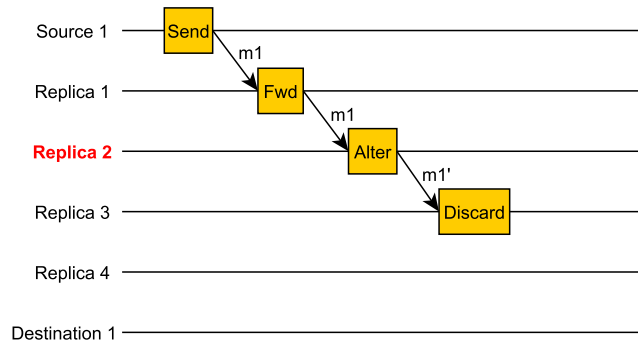 Source 1
Send
m1
Replica 1
Fwd
m1
Replica 2
Alter
m1'
Replica 3
Discard
Replica 4
Destination 1